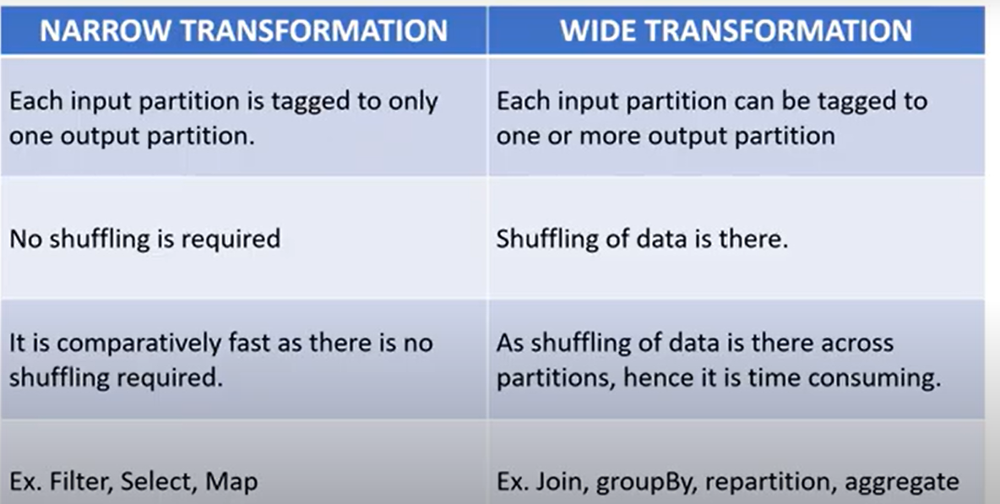 NARROW TRANSFORMATION
WIDE TRANSFORMATION
Each input partition is tagged to only
one output partition.
Each input partition can be tagged to
one or more output partition
No shuffling is required
Shuffling of data is there.
It is comparatively fast as there is no
shuffling required.
As shuffling of data is there across
partitions, hence it is time consuming.
Ex. Filter, Select, Map
Ex. Join, groupBy, repartition, aggregate